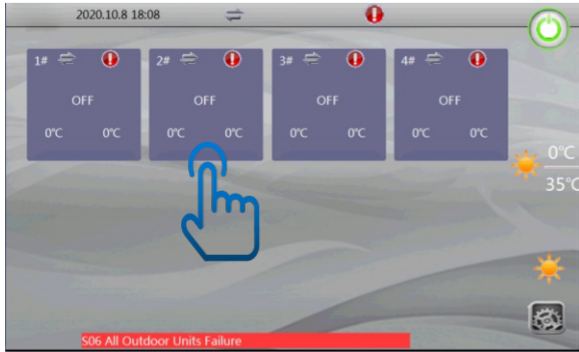 2020.10.8 18:08
1# 2# 3# 4#
OFF OFF OFF OFF
0°C 0°C 0°C 0°C 0°C 0°C 0°C 0°C
0°C
35°C
S06 All Outdoor Units Failure